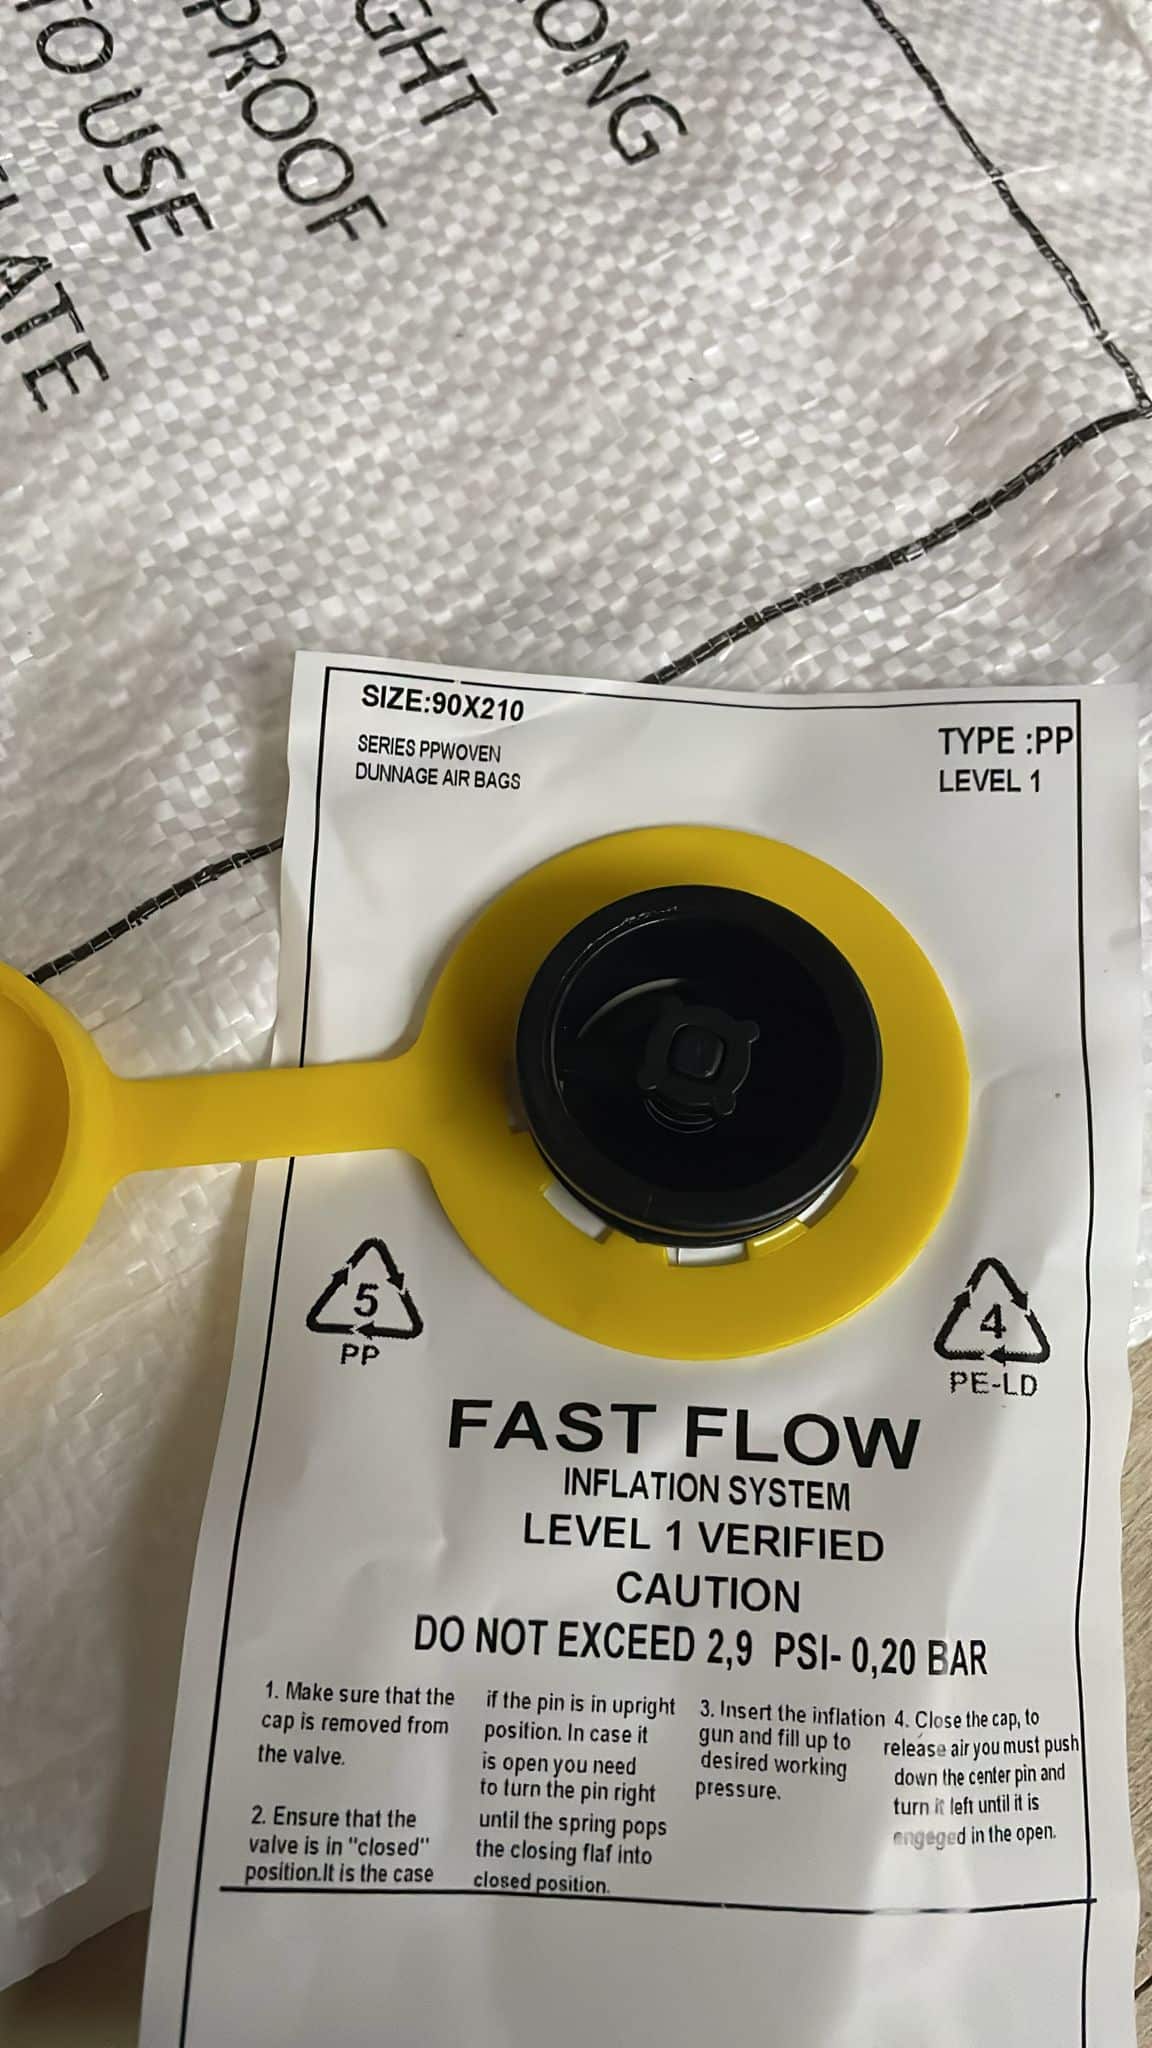 TO USE
PROOF
SIZE:90X210
SERIES PPWOVEN
DUNNAGE AIR BAGS
TYPE :PP
LEVEL 1
5
PP
4
PE-LD
FAST FLOW
INFLATION SYSTEM
LEVEL 1 VERIFIED
CAUTION
DO NOT EXCEED 2,9 PSI- 0,20 BAR
1. Make sure that the
cap is removed from
the valve.
2. Ensure that the
valve is in "closed"
position.It is the case
if the pin is in upright
position. In case it
is open you need
to turn the pin right
until the spring pops
the closing flaf into
closed position.
3. Insert the inflation
gun and fill up to
desired working
pressure.
4. Close the cap, to
release air you must push
down the center pin and
turn it left until it is
engeged in the open.